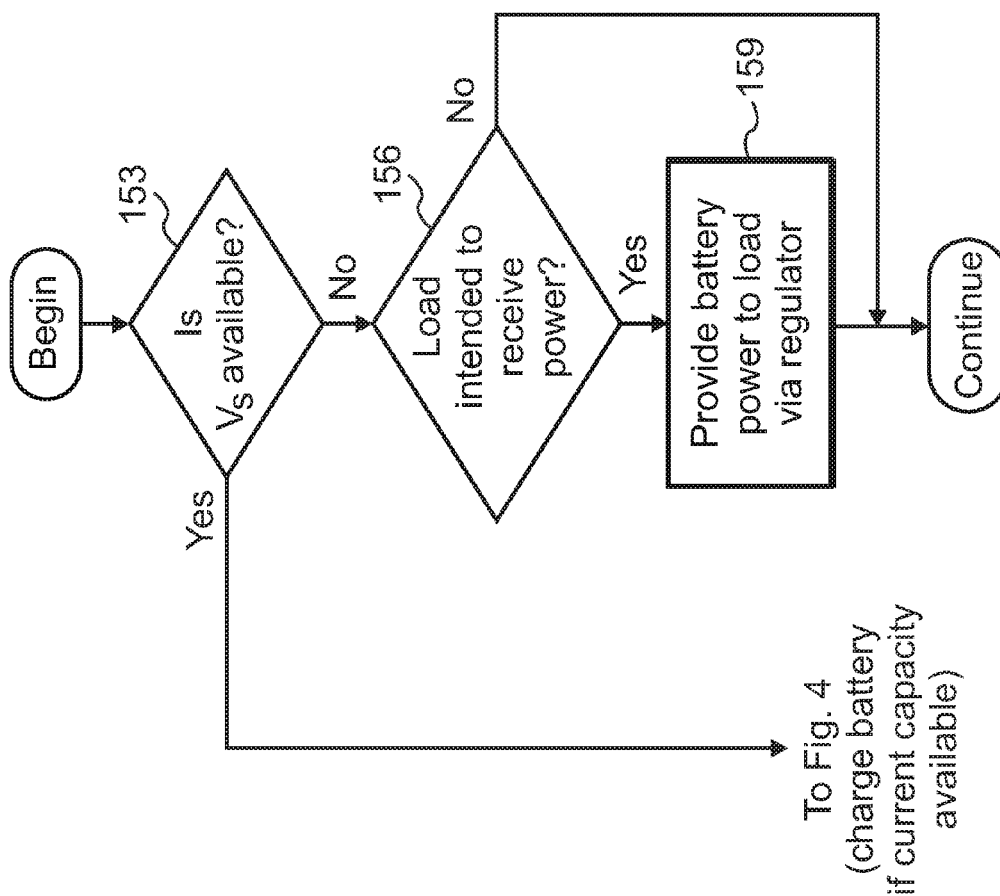 Begin
153
Is
Vs available?
Yes
No
156
Load
intended to
receive
power?
No
Yes
159
Provide battery
power to load
via regulator
To Fig. 4
(charge battery
if current capacity
available)
Continue